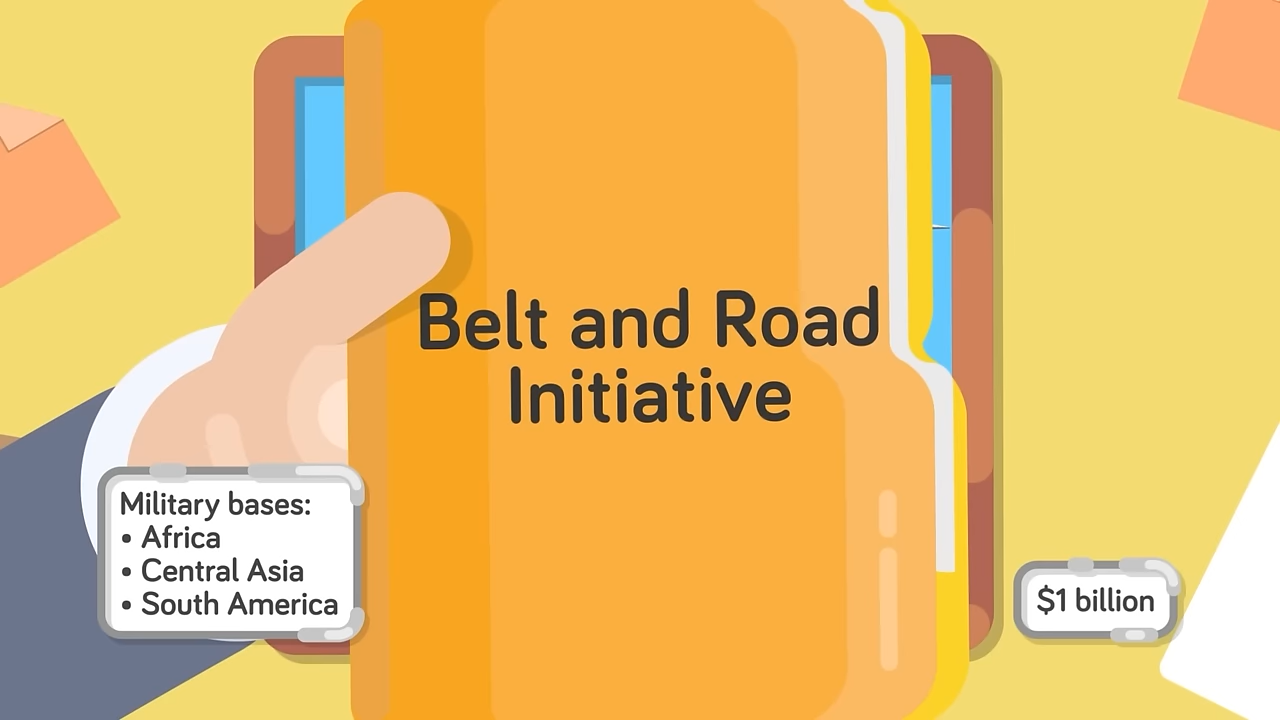 Belt and Road
Initiative
Military bases:
• Africa
• Central Asia
• South America
$1 billion